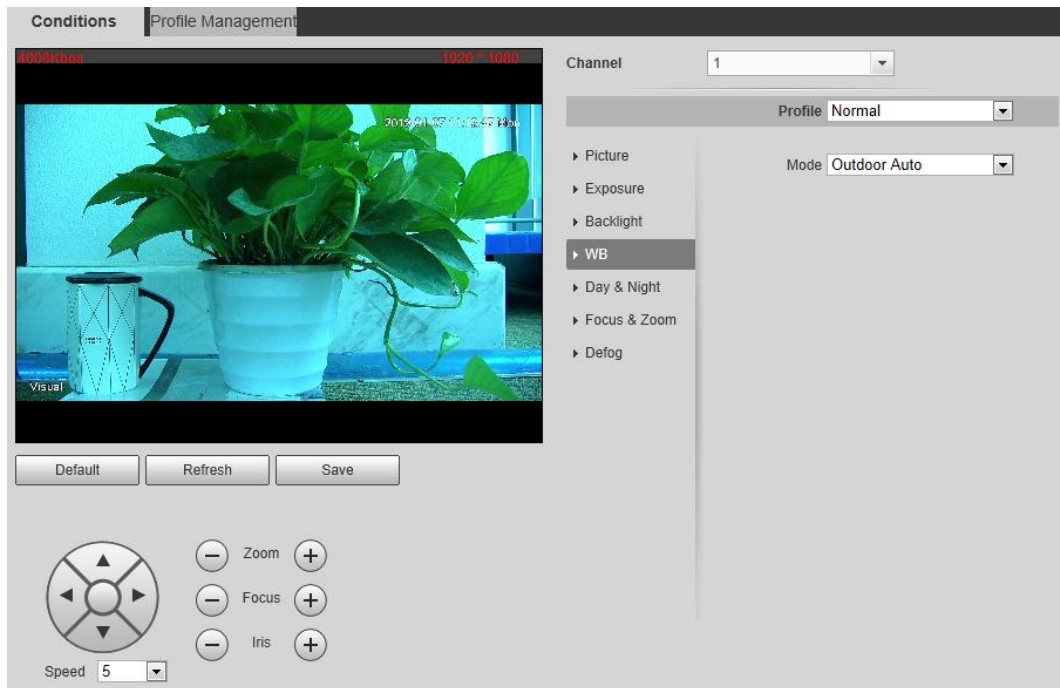 Conditions
Profile Management
1920 * 1080
Visual
Default
Refresh
Save
Zoom
Focus
Iris
Speed 5
Channel 1
Profile Normal
Picture
Exposure
Backlight
WB
Day & Night
Focus & Zoom
Defog
Mode Outdoor Auto